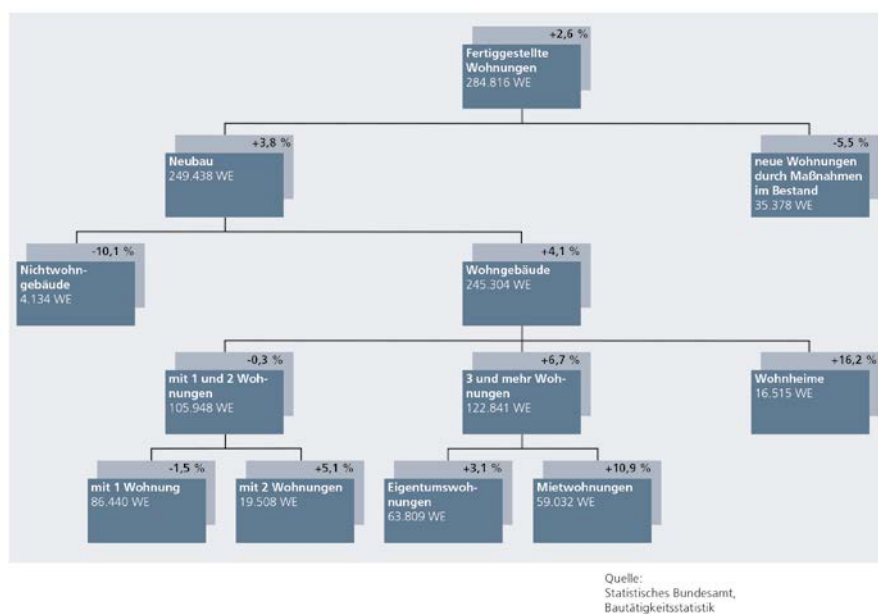 +2,6 %
Fertiggestellte
Wohnungen
284.816 WE
+3,8 %
Neubau
249.438 WE
-5,5 %
neue Wohnungen
durch Maßnahmen
im Bestand
35.378 WE
-10,1 %
Nichtwohn-
gebäude
4.134 WE
+4,1 %
Wohngebäude
245.304 WE
-0,3 %
mit 1 und 2 Woh-
nungen
105.948 WE
+6,7 %
3 und mehr Woh-
nungen
122.841 WE
+16,2 %
Wohnheime
16.515 WE
-1,5 %
mit 1 Wohnung
86.440 WE
+5,1 %
mit 2 Wohnungen
19.508 WE
+3,1 %
Eigentumswoh-
nungen
63.809 WE
+10,9 %
Mietwohnungen
59.032 WE
Quelle:
Statistisches Bundesamt,
Bautätigkeitsstatistik